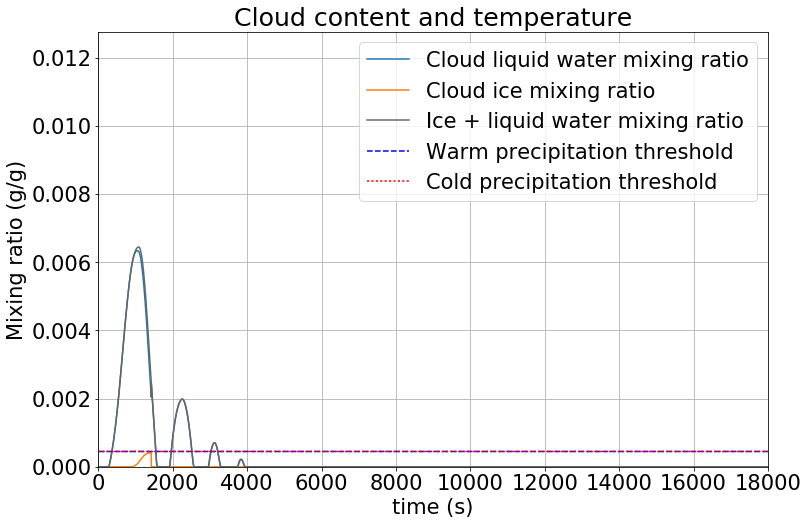 Cloud content and temperature
Cloud liquid water mixing ratio
Cloud ice mixing ratio
Ice + liquid water mixing ratio
Warm precipitation threshold
Cold precipitation threshold
Mixing ratio (g/g)
0.012
0.010
0.008
0.006
0.004
0.002
0.000
0 2000 4000 6000 8000 10000 12000 14000 16000 18000
time (s)